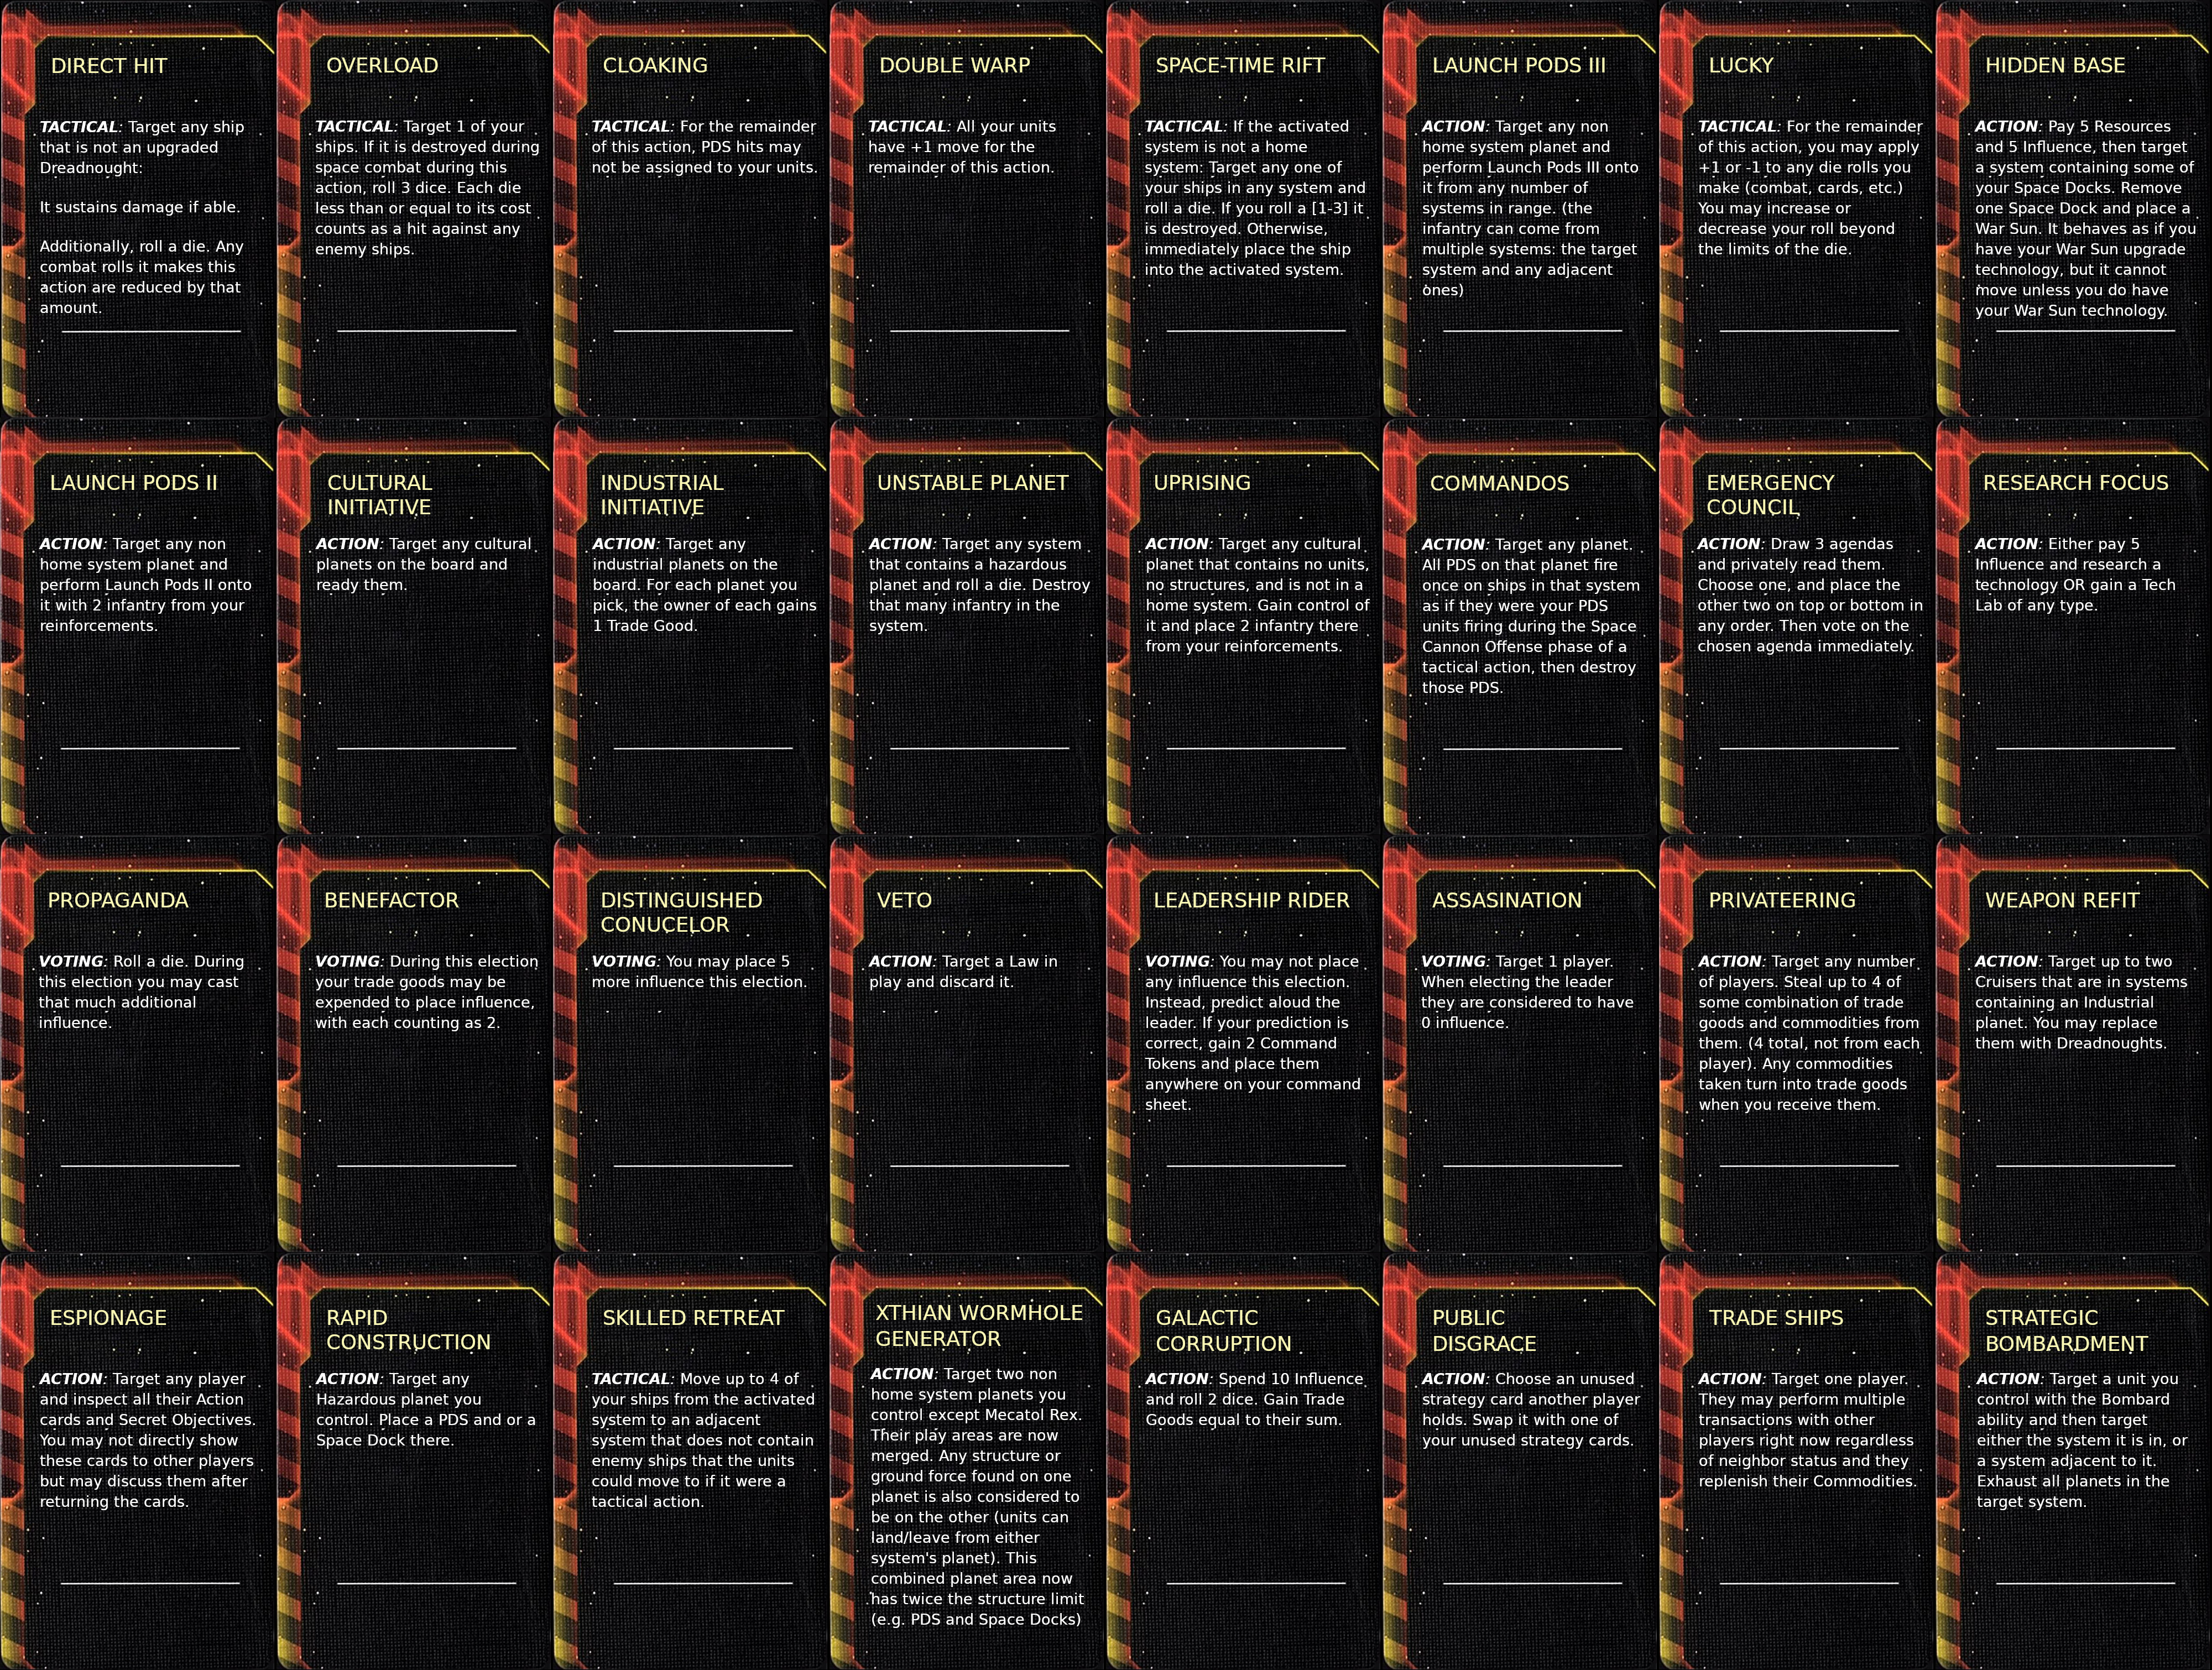 DIRECT HIT
TACTICAL: Target any ship
that is not an upgraded
Dreadnought:
It sustains damage if able.
Additionally, roll a die. Any
combat rolls it makes this
action are reduced by that
amount.
OVERLOAD
TACTICAL: Target 1 of your
ships. If it is destroyed during
space combat during this
action, roll 3 dice. Each die
less than or equal to its cost
counts as a hit against any
enemy ships.
CLOAKING
TACTICAL: For the remainder
of this action, PDS hits may
not be assigned to your units.
DOUBLE WARP
TACTICAL: All your units
have +1 move for the
remainder of this action.
SPACE-TIME RIFT
TACTICAL: If the activated
system is not a home
system: Target any one of
your ships in any system and
roll a die. If you roll a [1-3] it
is destroyed. Otherwise,
immediately place the ship
into the activated system.
LAUNCH PODS III
ACTION: Target any non
home system planet and
perform Launch Pods III onto
it from any number of
systems in range. (the
infantry can come from
multiple systems: the target
system and any adjacent
ones)
LUCKY
TACTICAL: For the remainder
of this action, you may apply
+1 or -1 to any die rolls you
make (combat, cards, etc.)
You may increase or
decrease your roll beyond
the limits of the die.
HIDDEN BASE
ACTION: Pay 5 Resources
and 5 Influence, then target
a system containing some of
your Space Docks. Remove
one Space Dock and place a
War Sun. It behaves as if you
have your War Sun upgrade
technology, but it cannot
move unless you do have
your War Sun technology.
LAUNCH PODS II
ACTION: Target any non
home system planet and
perform Launch Pods II onto
it with 2 infantry from your
reinforcements.
CULTURAL
INITIATIVE
ACTION: Target any cultural
planets on the board and
ready them.
INDUSTRIAL
INITIATIVE
ACTION: Target any
industrial planets on the
board. For each planet you
pick, the owner of each gains
1 Trade Good.
UNSTABLE PLANET
ACTION: Target any system
that contains a hazardous
planet and roll a die. Destroy
that many infantry in the
system.
UPRISING
ACTION: Target any cultural
planet that contains no units,
no structures, and is not in a
home system. Gain control of
it and place 2 infantry there
from your reinforcements.
COMMANDOS
ACTION: Target any planet.
All PDS on that planet fire
once on ships in that system
as if they were your PDS
units firing during the Space
Cannon Offense phase of a
tactical action, then destroy
those PDS.
EMERGENCY
COUNCIL
ACTION: Draw 3 agendas
and privately read them.
Choose one, and place the
other two on top or bottom in
any order. Then vote on the
chosen agenda immediately.
RESEARCH FOCUS
ACTION: Either pay 5
Influence and research a
technology OR gain a Tech
Lab of any type.
PROPAGANDA
VOTING: Roll a die. During
this election you may cast
that much additional
influence.
BENEFACTOR
VOTING: During this election
your trade goods may be
expended to place influence,
with each counting as 2.
DISTINGUISHED
CONUCELOR
VOTING: You may place 5
more influence this election.
VETO
ACTION: Target a Law in
play and discard it.
LEADERSHIP RIDER
VOTING: You may not place
any influence this election.
Instead, predict aloud the
leader. If your prediction is
correct, gain 2 Command
Tokens and place them
anywhere on your command
sheet.
ASSASINATION
VOTING: Target 1 player.
When electing the leader
they are considered to have
0 influence.
PRIVATEERING
ACTION: Target any number
of players. Steal up to 4 of
some combination of trade
goods and commodities from
them. (4 total, not from each
player). Any commodities
taken turn into trade goods
when you receive them.
WEAPON REFIT
ACTION: Target up to two
Cruisers that are in systems
containing an Industrial
planet. You may replace
them with Dreadnoughts.
ESPIONAGE
ACTION: Target any player
and inspect all their Action
cards and Secret Objectives.
You may not directly show
these cards to other players
but may discuss them after
returning the cards.
RAPID
CONSTRUCTION
ACTION: Target any
Hazardous planet you
control. Place a PDS and or a
Space Dock there.
SKILLED RETREAT
TACTICAL: Move up to 4 of
your ships from the activated
system to an adjacent
system that does not contain
enemy ships that the units
could move to if it were a
tactical action.
XTHIAN WORMHOLE
GENERATOR
ACTION: Target two non
home system planets you
control except Mecatol Rex.
Their play areas are now
merged. Any structure or
ground force found on one
planet is also considered to
be on the other (units can
land/leave from either
system's planet). This
combined planet area now
has twice the structure limit
(e.g. PDS and Space Docks)
GALACTIC
CORRUPTION
ACTION: Spend 10 Influence
and roll 2 dice. Gain Trade
Goods equal to their sum.
PUBLIC
DISGRACE
ACTION: Choose an unused
strategy card another player
holds. Swap it with one of
your unused strategy cards.
TRADE SHIPS
ACTION: Target one player.
They may perform multiple
transactions with other
players right now regardless
of neighbor status and they
replenish their Commodities.
STRATEGIC
BOMBARDMENT
ACTION: Target a unit you
control with the Bombard
ability and then target
either the system it is in, or
a system adjacent to it.
Exhaust all planets in the
target system.